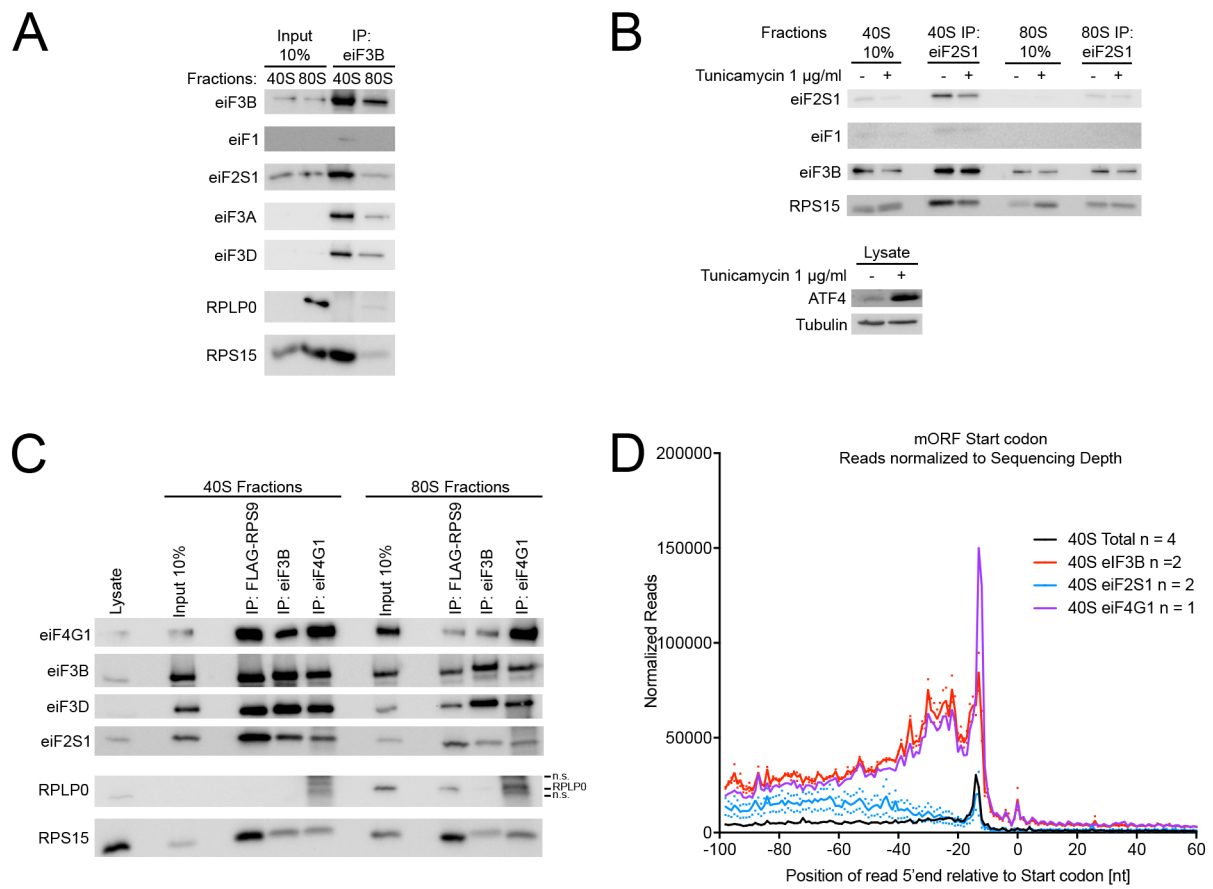 A
Input
10%
IP:
eiF3B
Fractions: 40S 80S 40S 80S
eiF3B
eiF1
eiF2S1
eiF3A
eiF3D
RPLP0
RPS15
B
Fractions
40S
10%
40S IP:
eiF2S1
80S
10%
80S IP:
eiF2S1
Tunicamycin 1 µg/ml - + - + - + - +
eiF2S1
eiF1
eiF3B
RPS15
Lysate
Tunicamycin 1 µg/ml - +
ATF4
Tubulin
C
40S Fractions
80S Fractions
Lysate
Input 10%
IP: FLAG-RPS9
IP: eiF3B
IP: eiF4G1
Input 10%
IP: FLAG-RPS9
IP: eiF3B
IP: eiF4G1
eiF4G1
eiF3B
eiF3D
eiF2S1
RPLP0
n.s.
RPLP0
n.s.
RPS15
D
mORF Start codon
Reads normalized to Sequencing Depth
40S Total n = 4
40S eIF3B n =2
40S eiF2S1 n = 2
40S eiF4G1 n = 1
Normalized Reads
200000
150000
100000
50000
0
-100 -80 -60 -40 -20 0 20 40 60
Position of read 5'end relative to Start codon [nt]